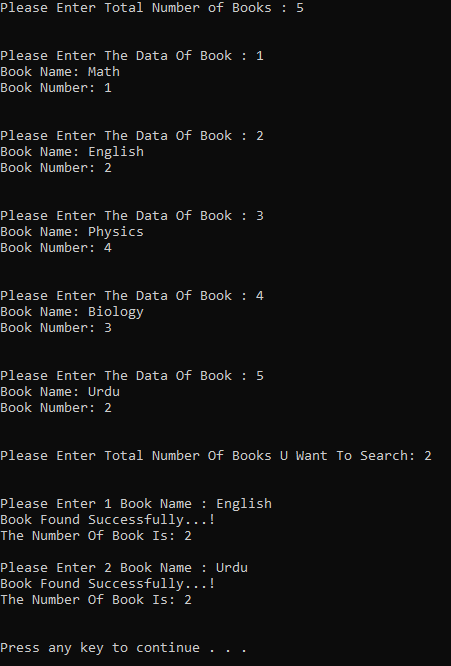 Please Enter Total Number of Books : 5
Please Enter The Data Of Book : 1
Book Name: Math
Book Number: 1
Please Enter The Data Of Book : 2
Book Name: English
Book Number: 2
Please Enter The Data Of Book : 3
Book Name: Physics
Book Number: 4
Please Enter The Data Of Book : 4
Book Name: Biology
Book Number: 3
Please Enter The Data Of Book : 5
Book Name: Urdu
Book Number: 2
Please Enter Total Number Of Books U Want To Search: 2
Please Enter 1 Book Name : English
Book Found Successfully...!
The Number Of Book Is: 2
Please Enter 2 Book Name : Urdu
Book Found Successfully...!
The Number Of Book Is: 2
Press any key to continue . . .